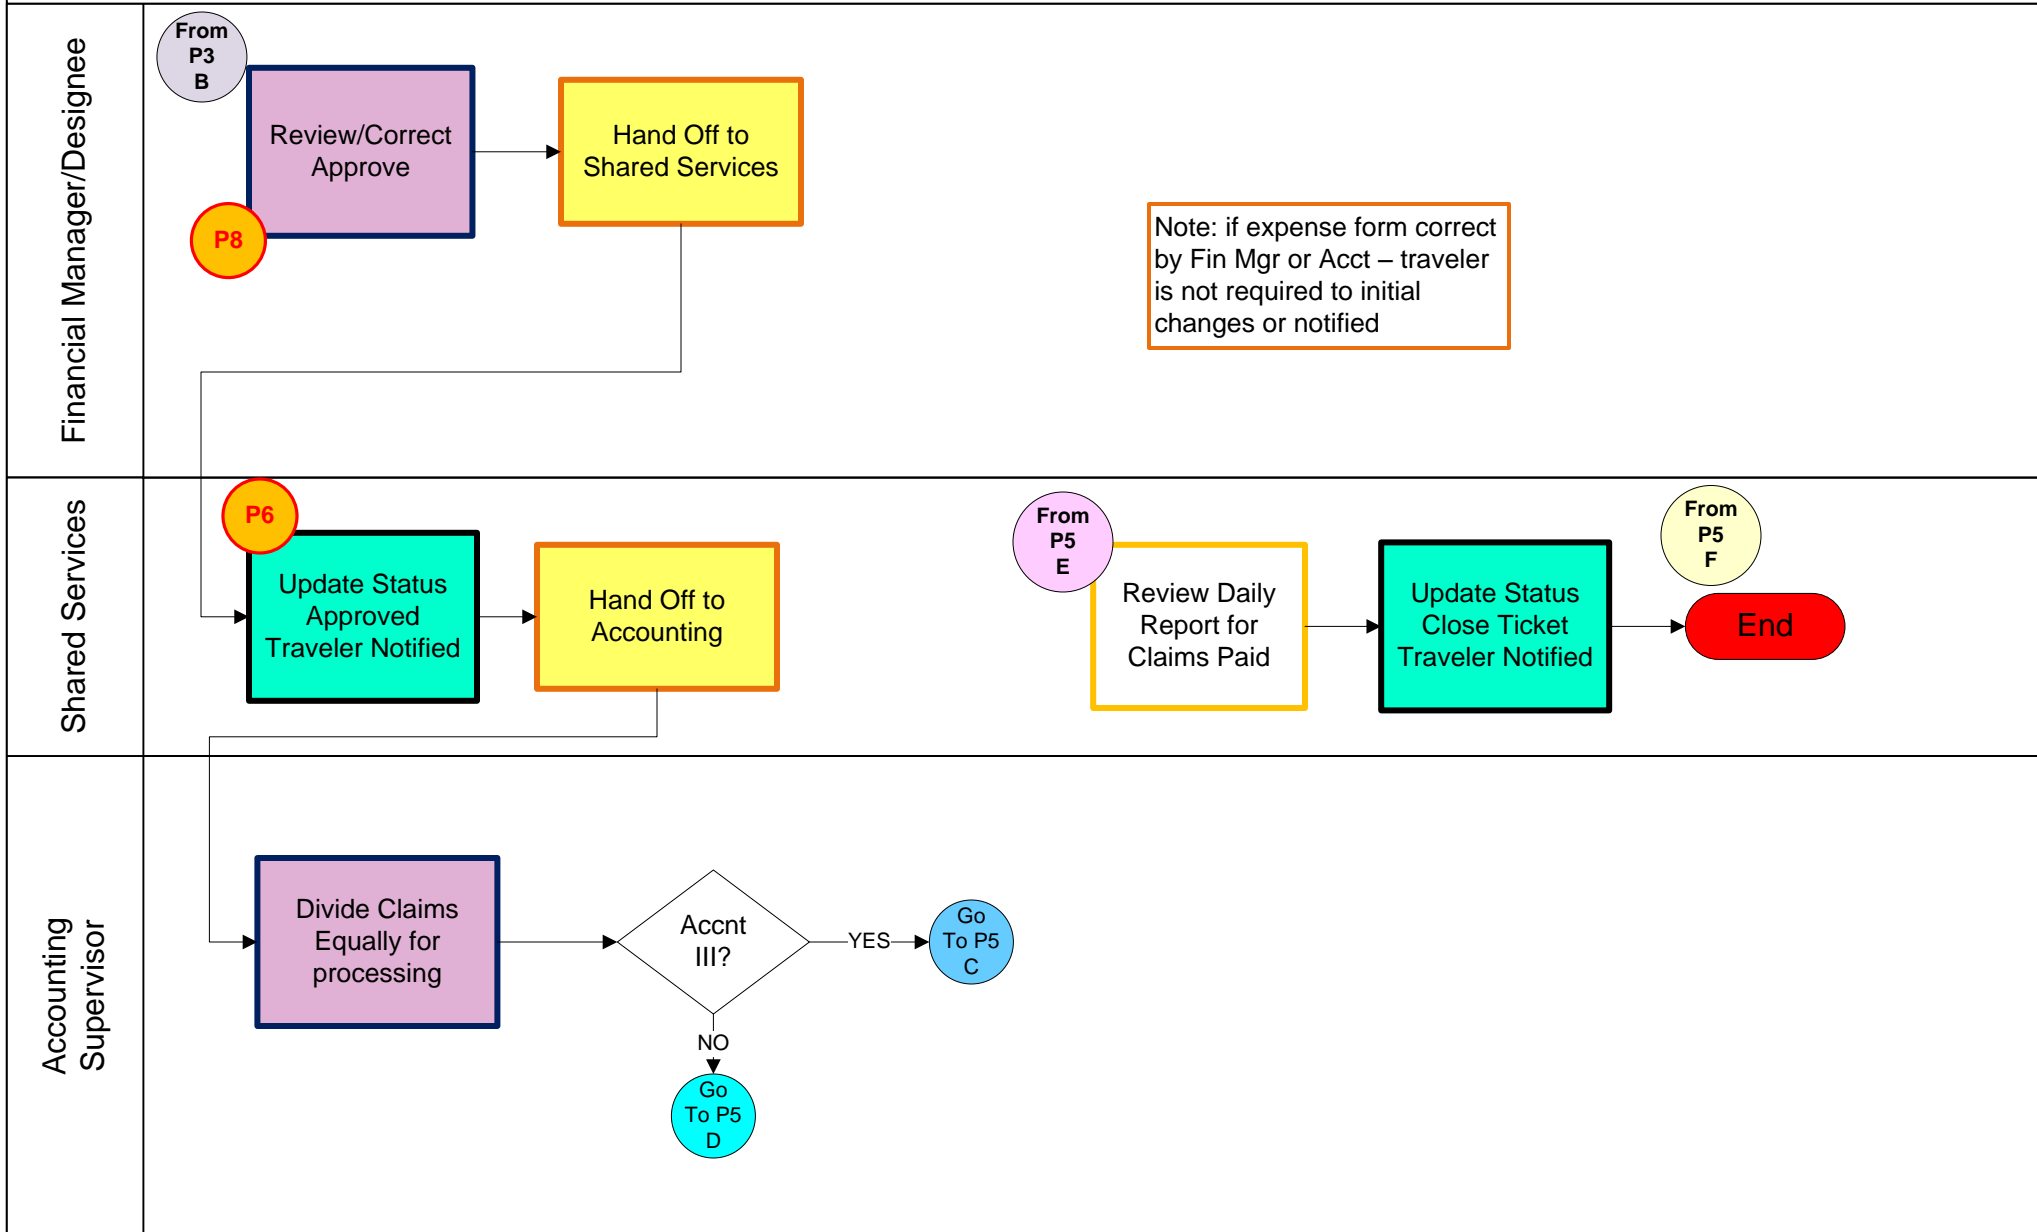 Financial Manager/Designee
From
P3
B
Review/Correct
Approve
P8
Hand Off to
Shared Services
Note: if expense form correct
by Fin Mgr or Acct – traveler
is not required to initial
changes or notified
Shared Services
P6
Update Status
Approved
Traveler Notified
Hand Off to
Accounting
From
P5
E
Review Daily
Report for
Claims Paid
Update Status
Close Ticket
Traveler Notified
From
P5
F
End
Accounting
Supervisor
Divide Claims
Equally for
processing
Accnt
III?
YES
Go
To P5
C
NO
Go
To P5
D